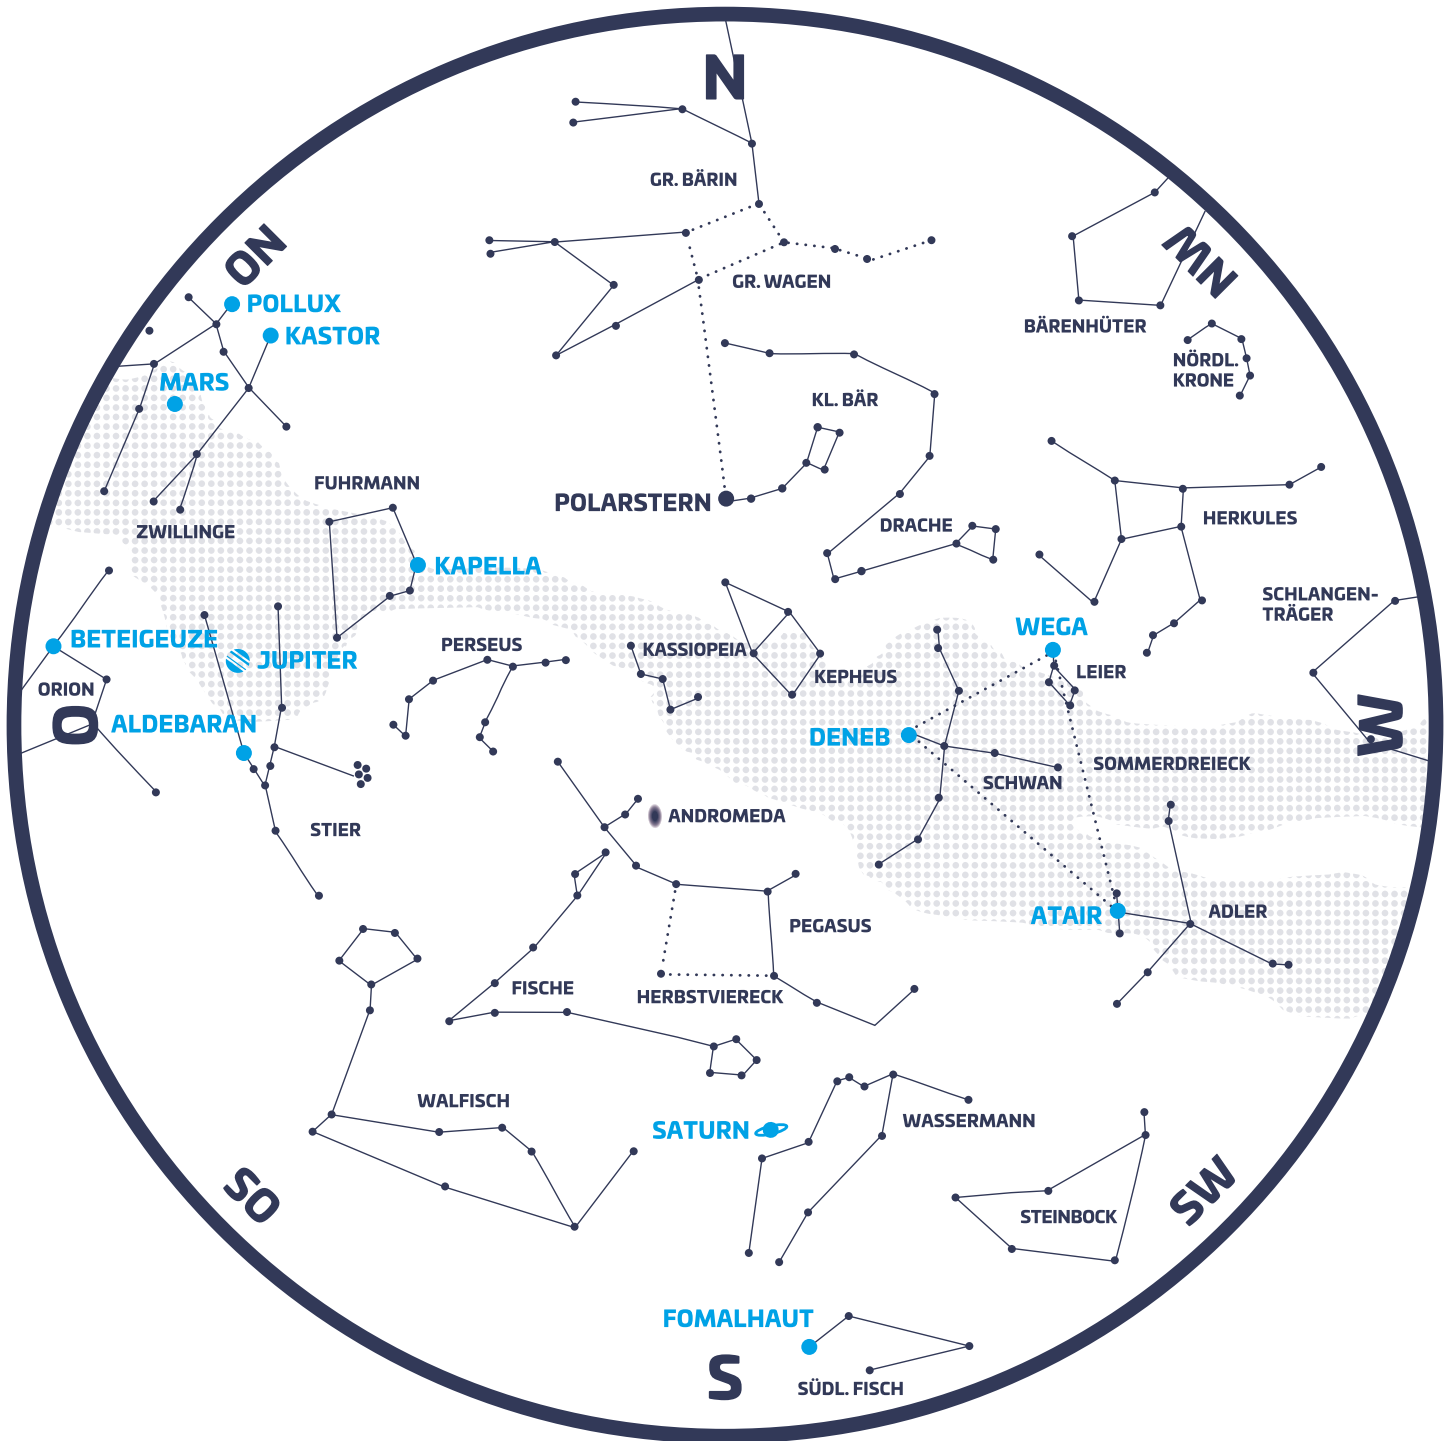 N
GR. BÄRIN
NO
NW
GR. WAGEN
POLLUX
KASTOR
BÄRENHÜTER
NÖRDL.
KRONE
MARS
KL. BÄR
FUHRMANN
POLARSTERN
ZWILLINGE
DRACHE
HERKULES
KAPELLA
SCHLANGEN-
TRÄGER
BETEIGEUZE
PERSEUS
KASSIOPEIA
WEGA
JUPITER
KEPHEUS
LEIER
ORION
O
ALDEBARAN
DENEB
W
SOMMERDREIECK
SCHWAN
ANDROMEDA
STIER
ATAIR
ADLER
PEGASUS
FISCHE
HERBSTVIERECK
WALFISCH
SATURN
WASSERMANN
SO
SW
STEINBOCK
FOMALHAUT
S
SÜDL. FISCH